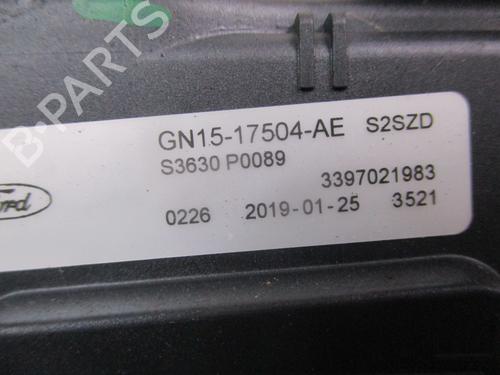 B-PARTS
GN15-17504-AE S2SZD
S3630 P0089
3397021983
Ford
0226 2019-01-25 3521